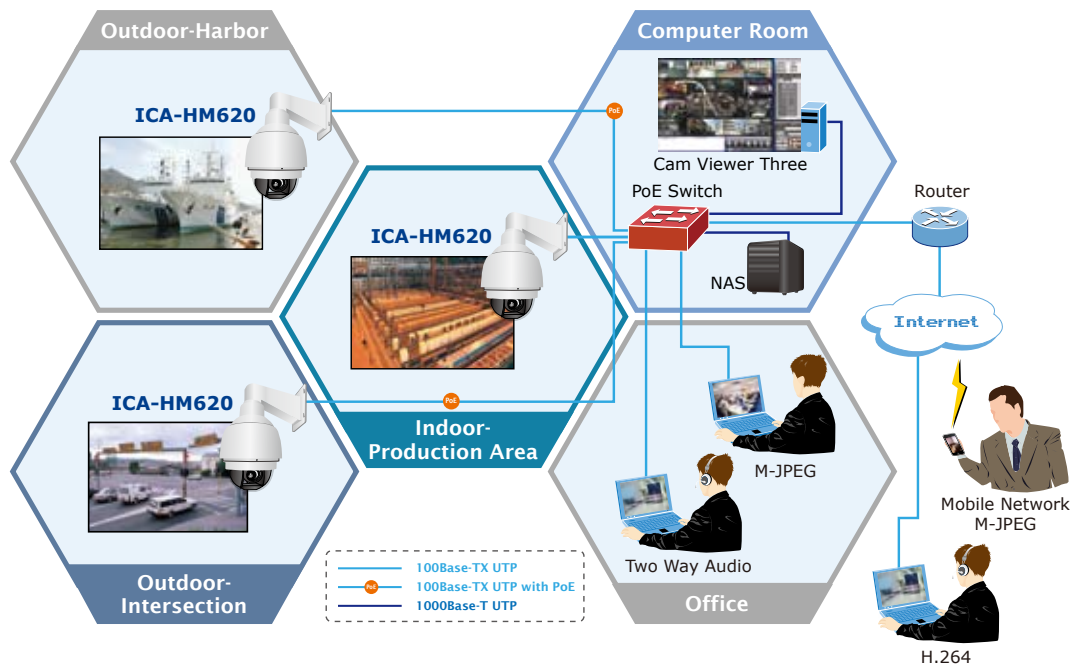 Outdoor-Harbor
Computer Room
ICA-HM620
PoE
Cam Viewer Three
PoE Switch
Router
ICA-HM620
NAS
Internet
ICA-HM620
PoE
Indoor-
Production Area
M-JPEG
Mobile Network
M-JPEG
Two Way Audio
100Base-TX UTP
PoE
100Base-TX UTP with PoE
1000Base-T UTP
Outdoor-
Intersection
Office
H.264